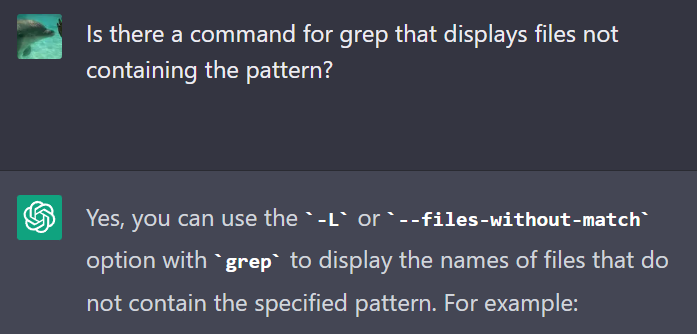 Is there a command for grep that displays files not
containing the pattern?
Yes, you can use the `-L` or `--files-without-match`
option with `grep` to display the names of files that do
not contain the specified pattern. For example: